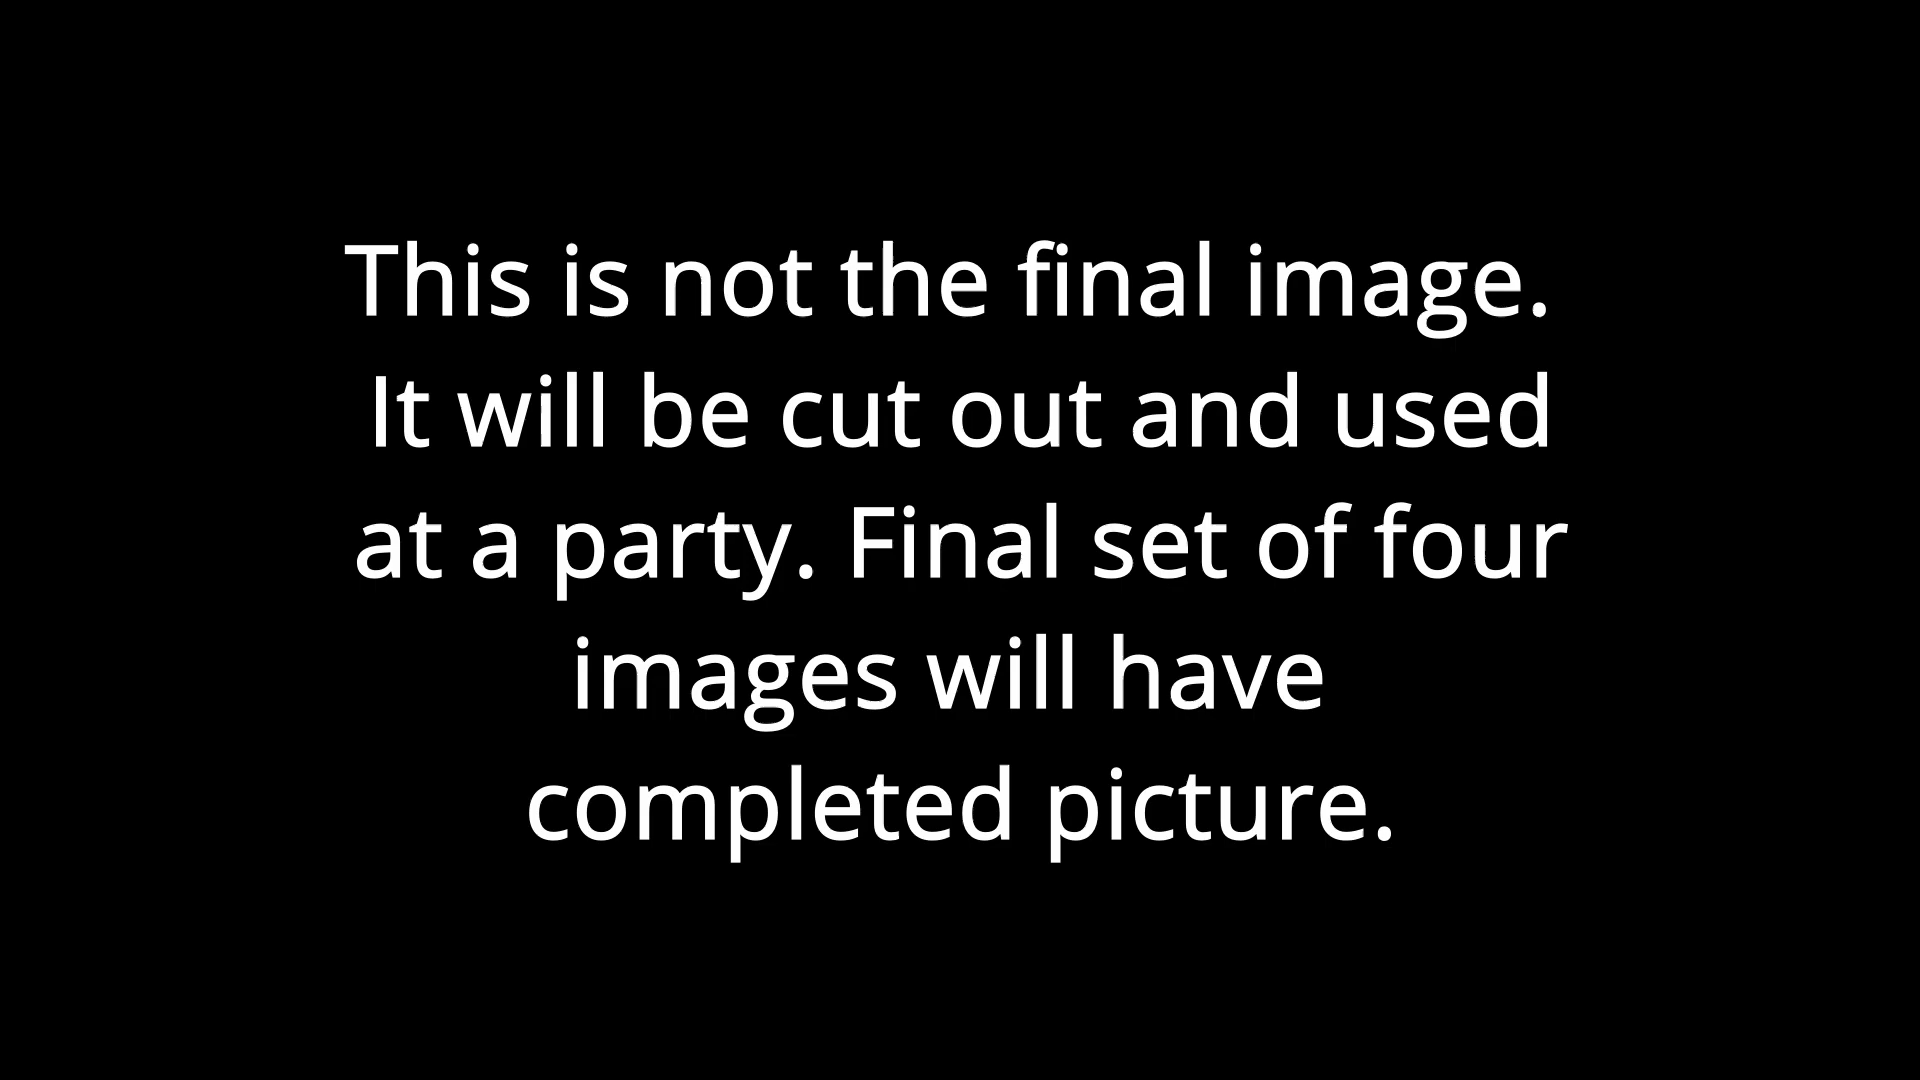 This is not the final image.
It will be cut out and used
at a party. Final set of four
images will have
completed picture.